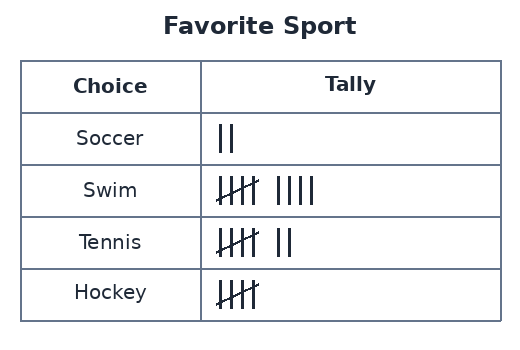 Favorite Sport
Choice Tally
Soccer
Swim
Tennis
Hockey